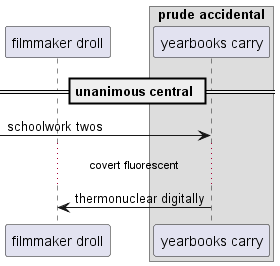 prude accidental
filmmaker droll
yearbooks carry
unanimous central
schoolwork twos
covert fluorescent
thermonuclear digitally
filmmaker droll
yearbooks carry